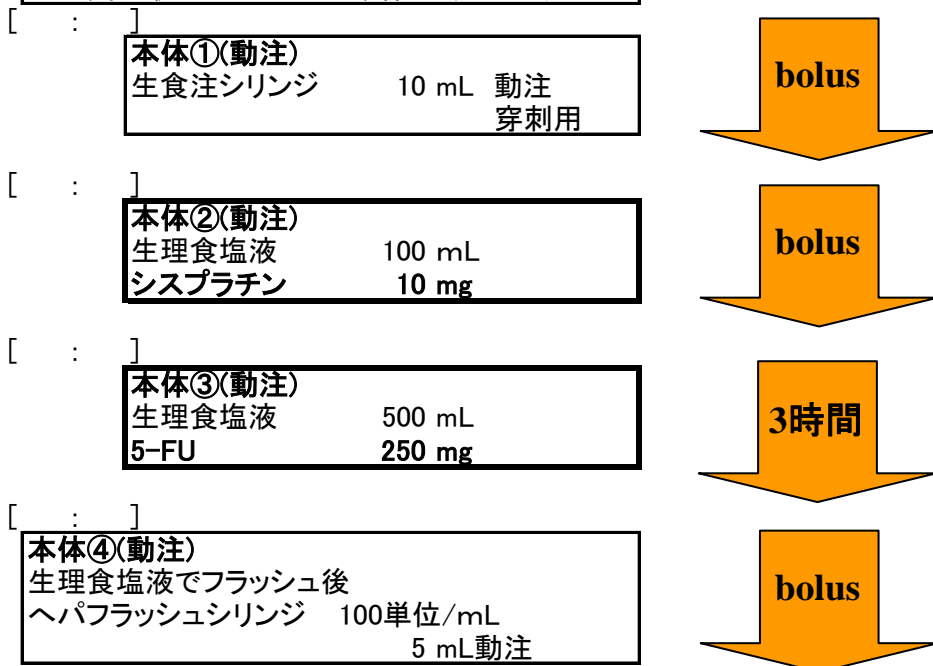 [ : ]
本体①(動注)
生食注シリンジ 10 mL 動注
穿刺用
bolus
[ : ]
本体②(動注)
生理食塩液 100 mL
シスプラチン 10 mg
bolus
[ : ]
本体③(動注)
生理食塩液 500 mL
5-FU 250 mg
3時間
[ : ]
本体④(動注)
生理食塩液でフラッシュ後
ヘパフラッシュシリンジ 100単位/mL
5 mL動注
bolus